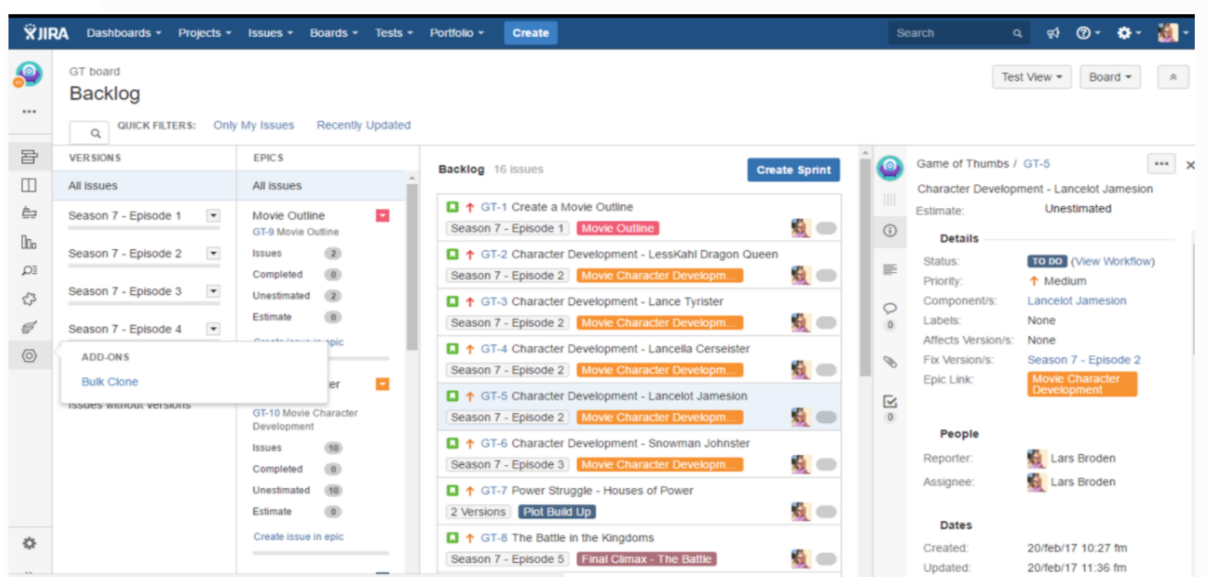 JIRA Dashboards Projects Issues Boards Tests Portfolio Create Search
GT board
Backlog
Test View Board
QUICK FILTERS: Only My Issues Recently Updated
VERSIONS
All issues
Season 7 - Episode 1
Season 7 - Episode 2
Season 7 - Episode 3
Season 7 - Episode 4
ADD-ONS
Bulk Clone
EPICS
All issues
Movie Outline
GT-9 Movie Outline
Issues 2
Completed 0
Unestimated 2
Estimate 0
GT-10 Movie Character
Development
Issues 10
Completed 0
Unestimated 10
Estimate 0
Create issue in epic
Backlog 16 issues Create Sprint
GT-1 Create a Movie Outline
Season 7 - Episode 1 Movie Outline
GT-2 Character Development - LessKahl Dragon Queen
Season 7 - Episode 2 Movie Character Developm...
GT-3 Character Development - Lance Tyrister
Season 7 - Episode 2 Movie Character Developm...
GT-4 Character Development - Lancella Cerseister
Season 7 - Episode 2 Movie Character Developm...
GT-5 Character Development - Lancelot Jamesion
Season 7 - Episode 2 Movie Character Developm...
GT-6 Character Development - Snowman Johnster
Season 7 - Episode 3 Movie Character Developm...
GT-7 Power Struggle - Houses of Power
2 Versions Plot Build Up
GT-8 The Battle in the Kingdoms
Season 7 - Episode 5 Final Climax - The Battle
Game of Thumbs / GT-5
Character Development - Lancelot Jamesion
Estimate: Unestimated
Details
Status: TO DO (View Workflow)
Priority: Medium
Component/s: Lancelot Jamesion
Labels: None
Affects Version/s: None
Fix Version/s: Season 7 - Episode 2
Epic Link: Movie Character
Development
0
0
People
Reporter: Lars Broden
Assignee: Lars Broden
Dates
Created: 20/feb/17 10:27 fm
Updated: 20/feb/17 11:36 fm